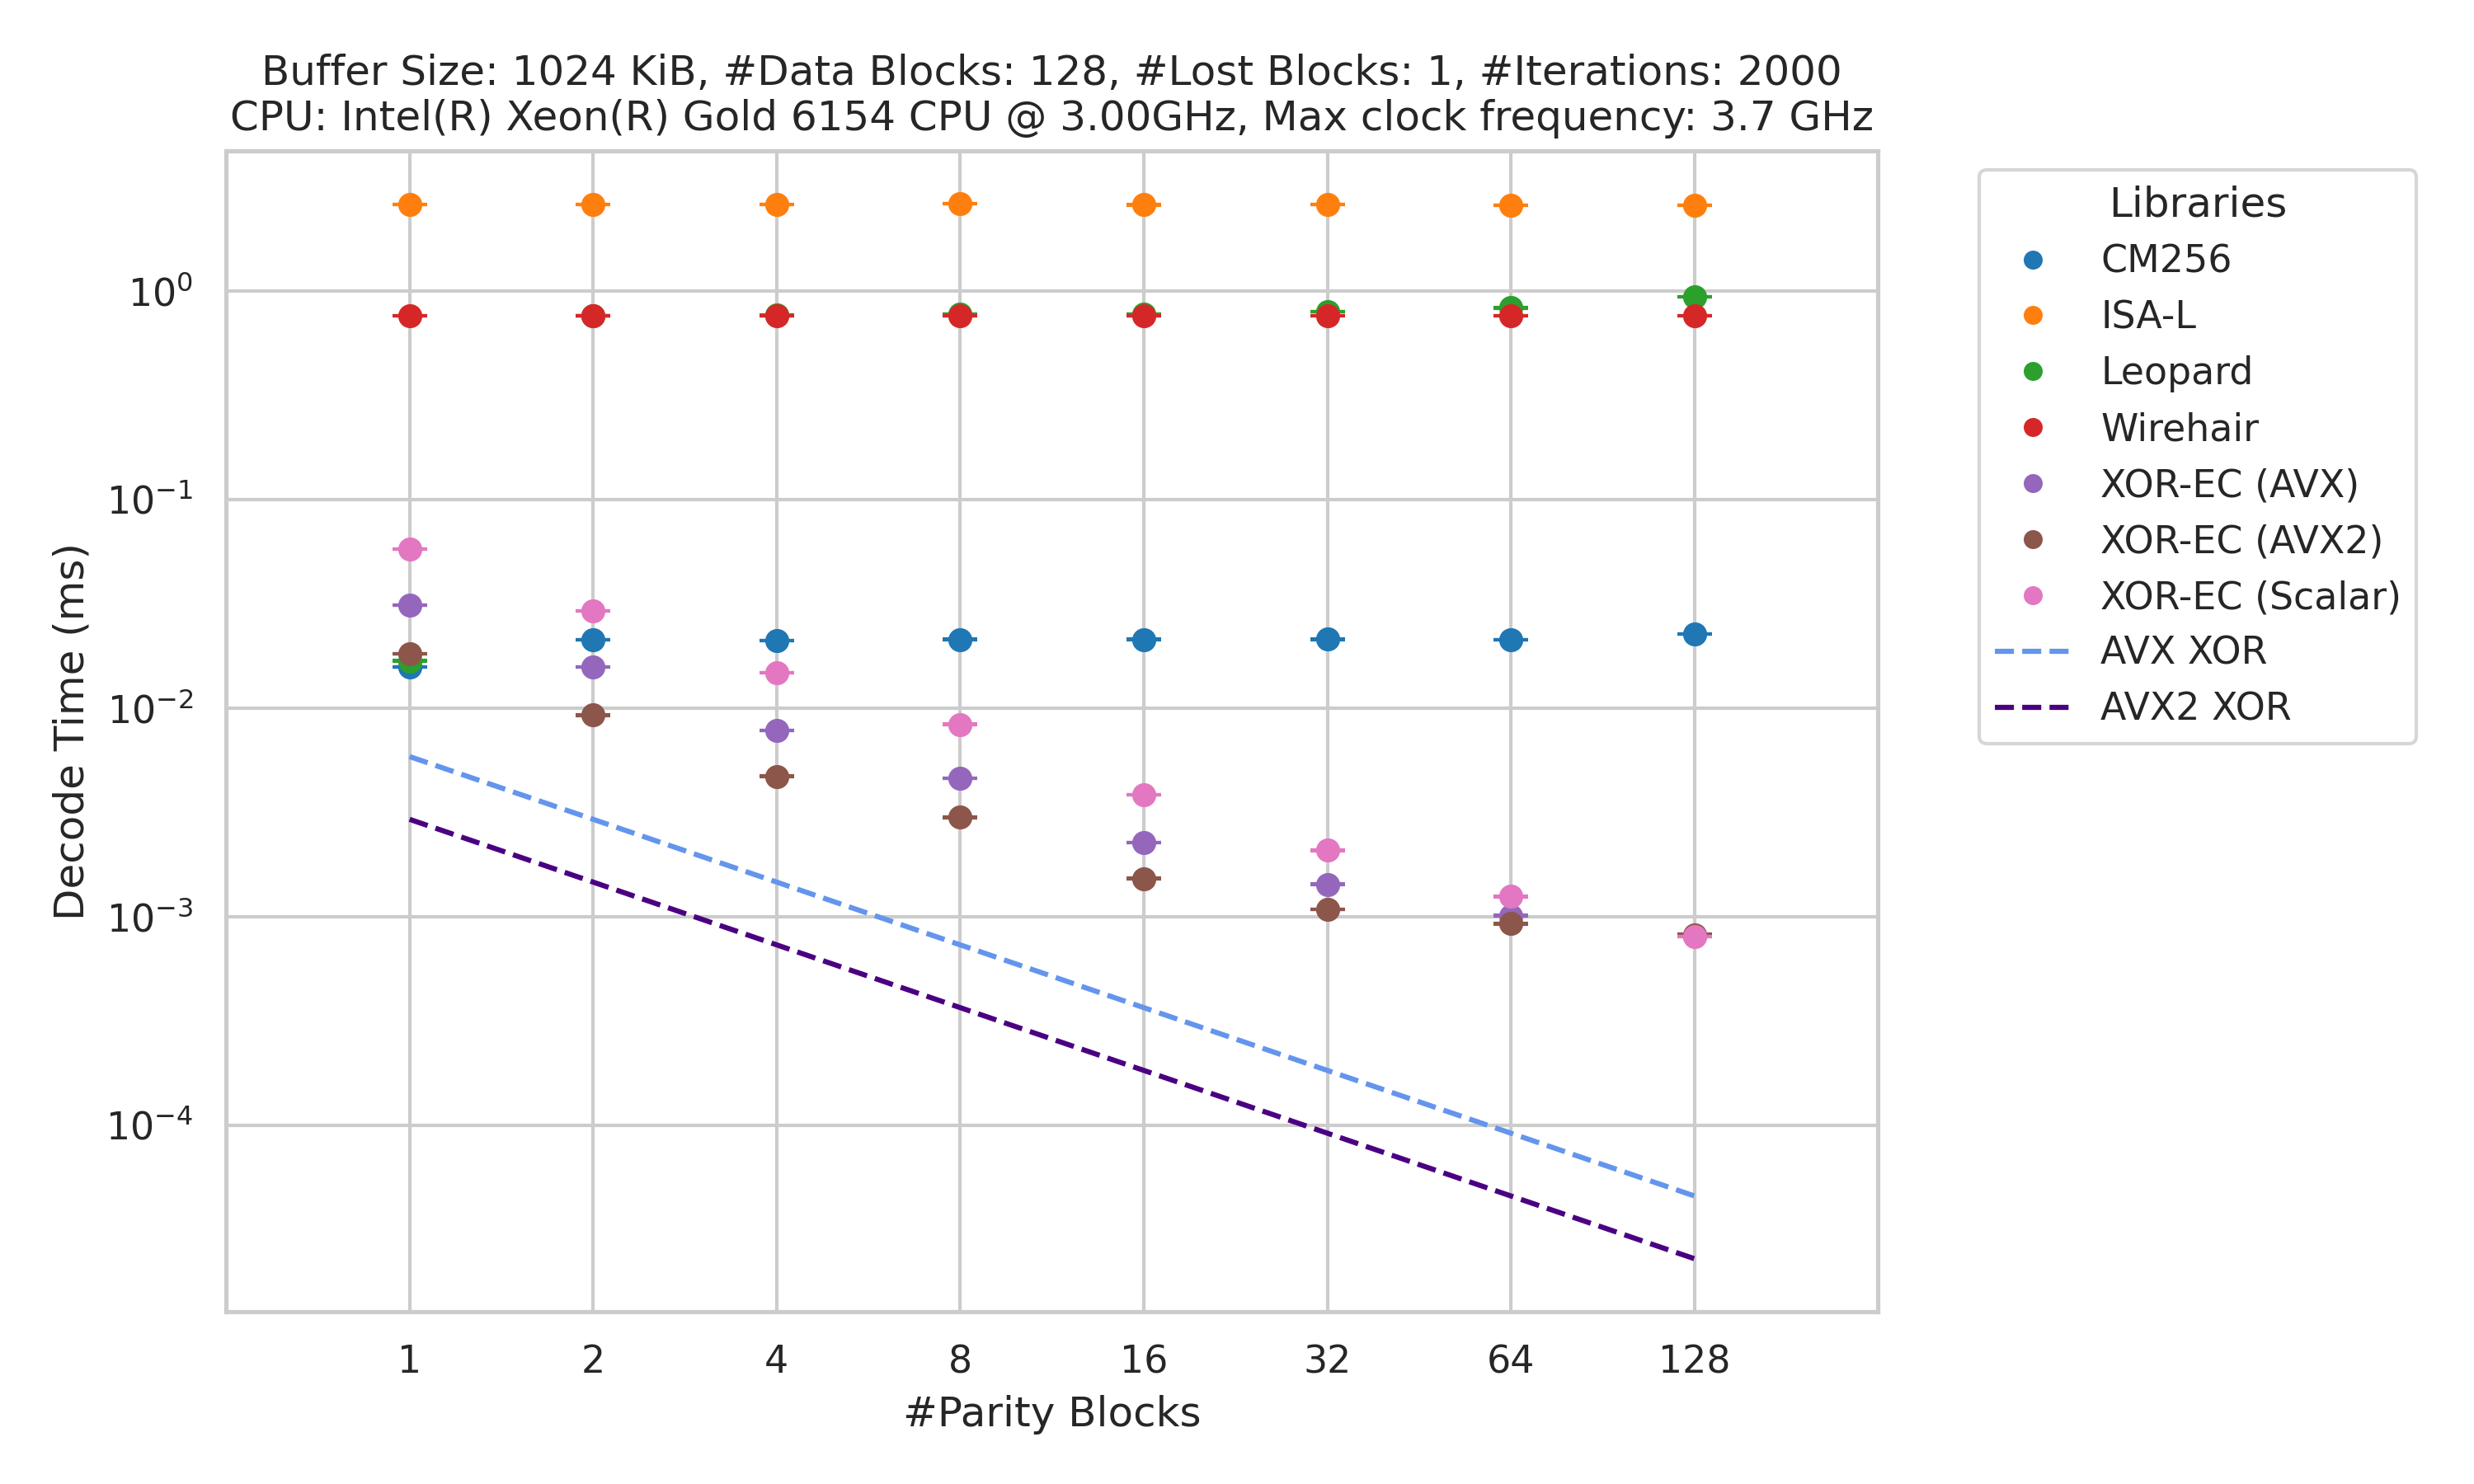 Buffer Size: 1024 KiB, #Data Blocks: 128, #Lost Blocks: 1, #Iterations: 2000
CPU: Intel(R) Xeon(R) Gold 6154 CPU @ 3.00GHz, Max clock frequency: 3.7 GHz
Decode Time (ms)
10⁰
10⁻¹
10⁻²
10⁻³
10⁻⁴
1 2 4 8 16 32 64 128
#Parity Blocks
Libraries
CM256
ISA-L
Leopard
Wirehair
XOR-EC (AVX)
XOR-EC (AVX2)
XOR-EC (Scalar)
AVX XOR
AVX2 XOR